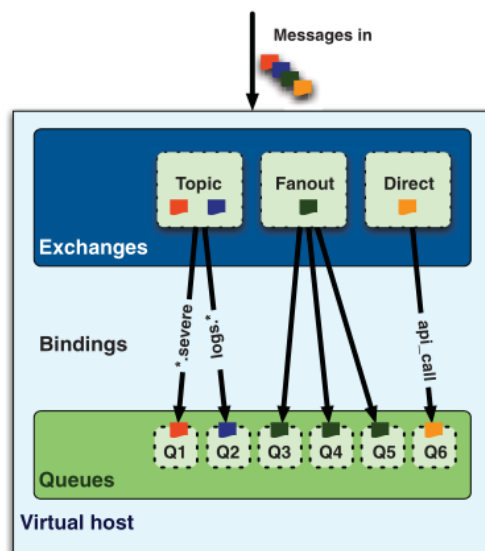 Messages in
Topic
Fanout
Direct
Exchanges
*.severe
logs.*
api_call
Bindings
Q1
Q2
Q3
Q4
Q5
Q6
Queues
Virtual host